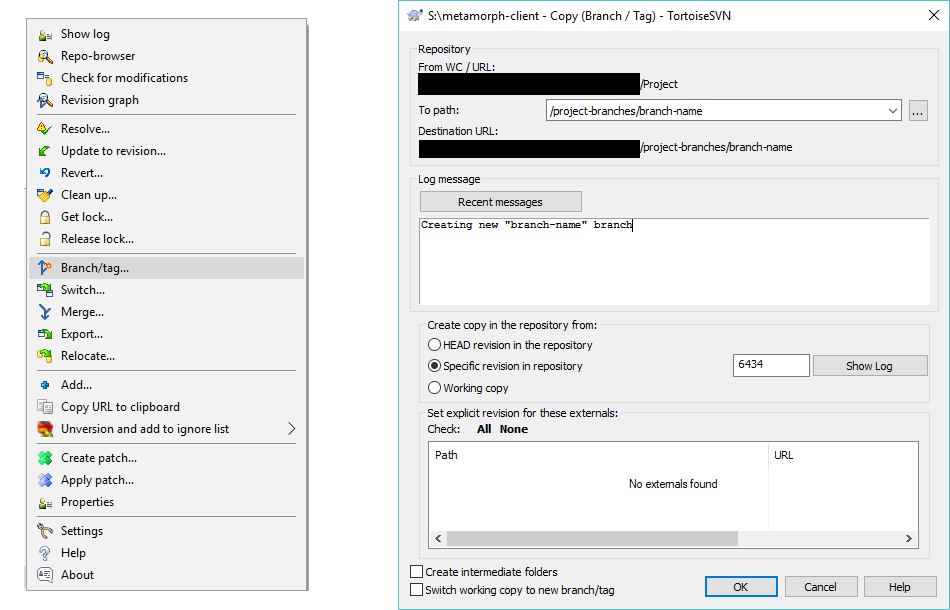 Show log
Repo-browser
Check for modifications
Revision graph
Resolve...
Update to revision...
Revert...
Clean up...
Get lock...
Release lock...
Branch/tag...
Switch...
Merge...
Export...
Relocate...
Add...
Copy URL to clipboard
Unversion and add to ignore list
Create patch...
Apply patch...
Properties
Settings
Help
About
S:\metamorph-client - Copy (Branch / Tag) - TortoiseSVN
Repository
From WC / URL:
/Project
To path:
/project-branches/branch-name
...
Destination URL:
/project-branches/branch-name
Log message
Recent messages
Creating new "branch-name" branch
Create copy in the repository from:
HEAD revision in the repository
Specific revision in repository
6434
Show Log
Working copy
Set explicit revision for these externals:
Check: All None
Path URL
No externals found
Create intermediate folders
Switch working copy to new branch/tag
OK Cancel Help